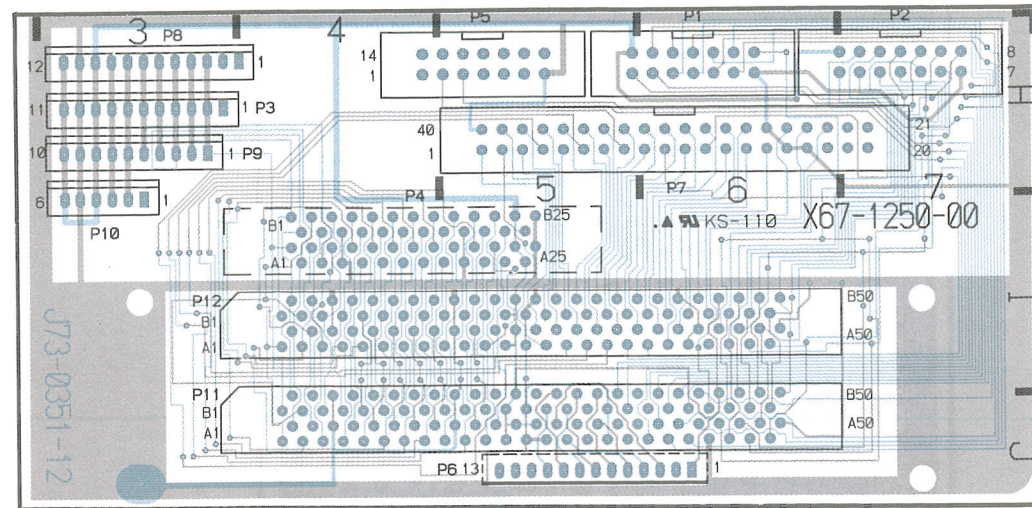 3 4
P8 P5 P1 P2
12 1 14 8
1 7
11 1 P3
40 21
10 1 P9 1 20
P4 5 P7 6 7
6 1
B1 B25 KS-110 X67-1250-00
P10
A1 A25
P12 B50
B1
A1 A50
J73-0351-12
P11 B50
B1
A1 A50
P6 13 1